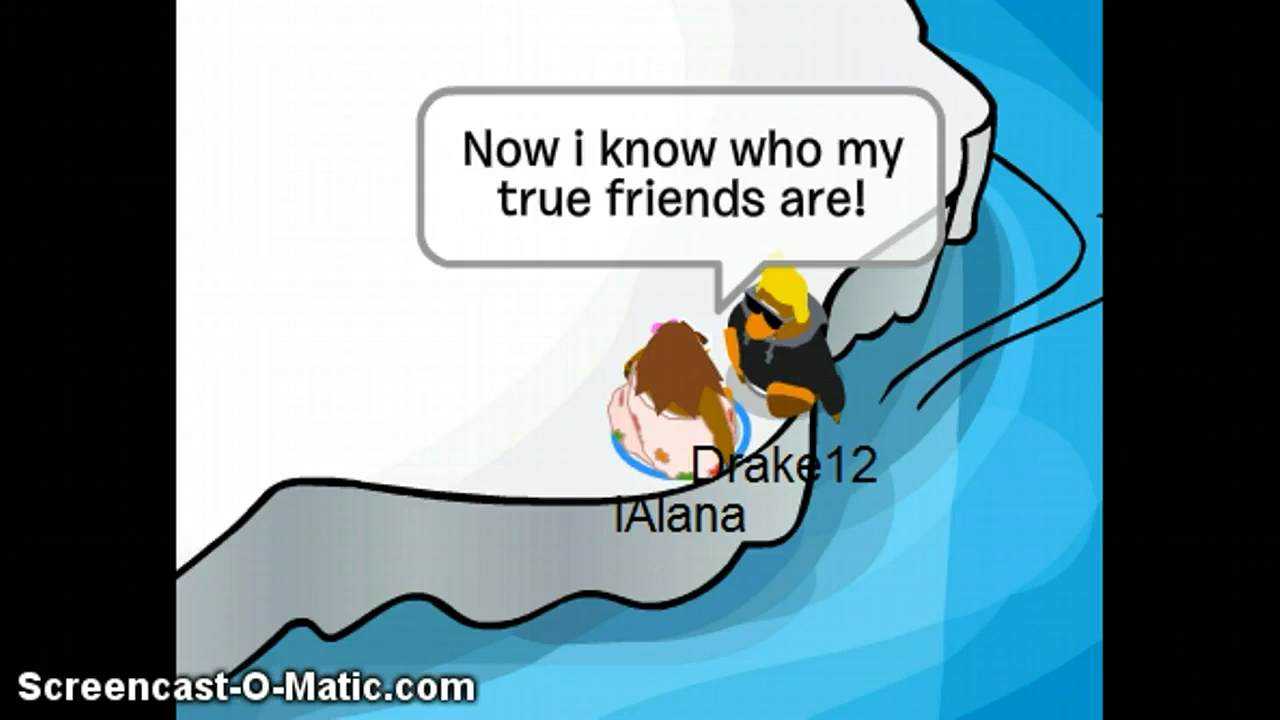 Now i know who my
true friends are!
Drake12
lAlana
Screencast-O-Matic.com